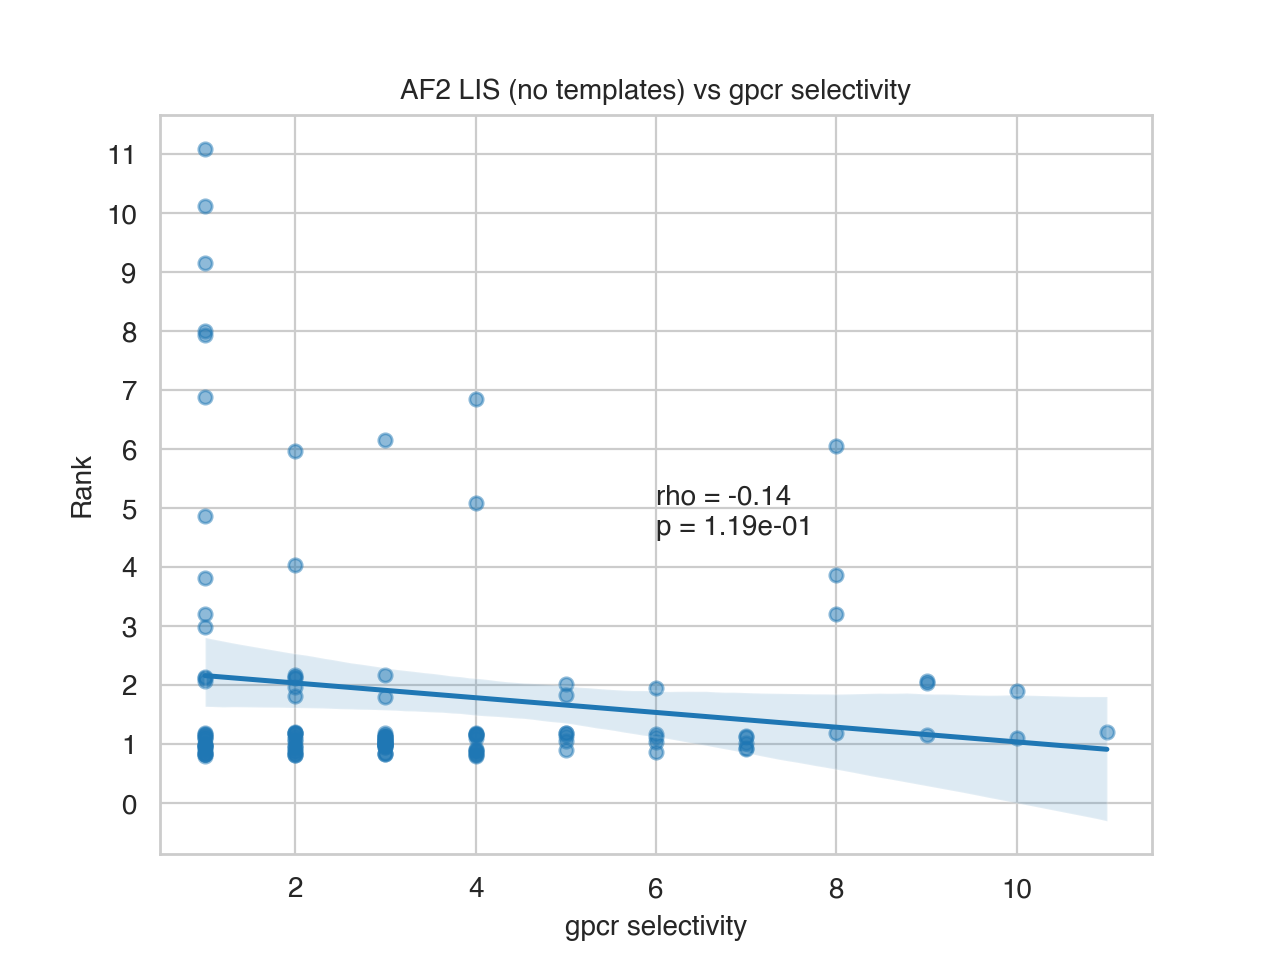 AF2 LIS (no templates) vs gpcr selectivity
11
10
9
8
7
6
5
4
3
2
1
0
Rank
rho = -0.14
p = 1.19e-01
2 4 6 8 10
gpcr selectivity